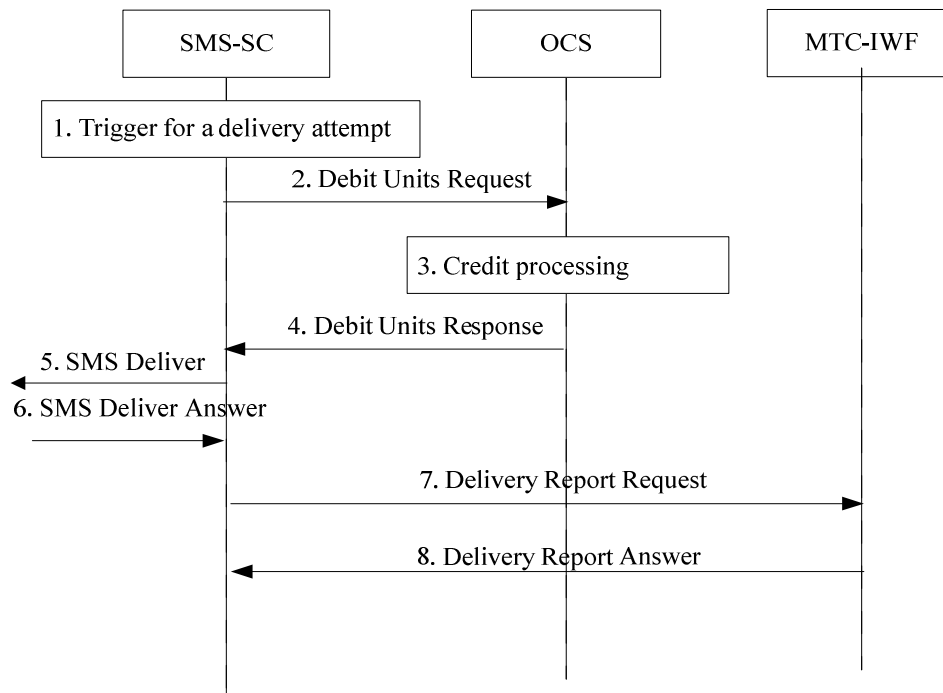 SMS-SC
OCS
MTC-IWF
1. Trigger for a delivery attempt
2. Debit Units Request
3. Credit processing
4. Debit Units Response
5. SMS Deliver
6. SMS Deliver Answer
7. Delivery Report Request
8. Delivery Report Answer